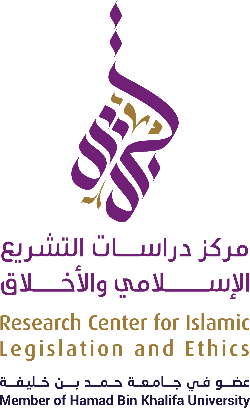 مركز دراسات التشريع
الإسلامي والأخلاق
Research Center for Islamic
Legislation and Ethics
عضو في جامعة حمد بن خليفة
Member of Hamad Bin Khalifa University